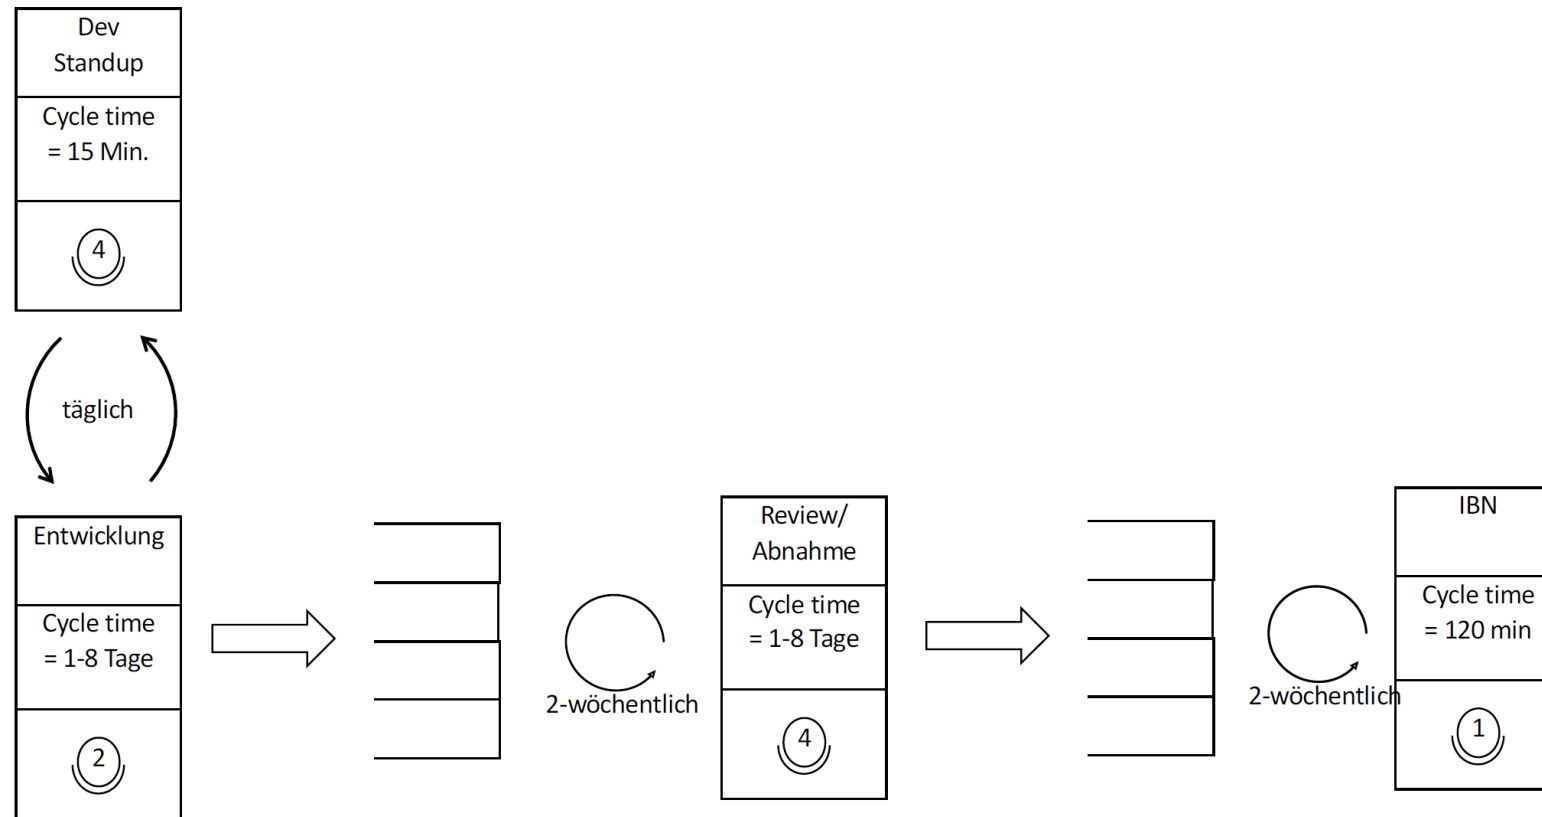 Dev
Standup
Cycle time
= 15 Min.
4
täglich
Entwicklung
Cycle time
= 1-8 Tage
2
2-wöchentlich
Review/
Abnahme
Cycle time
= 1-8 Tage
4
2-wöchentlich
IBN
Cycle time
= 120 min
1